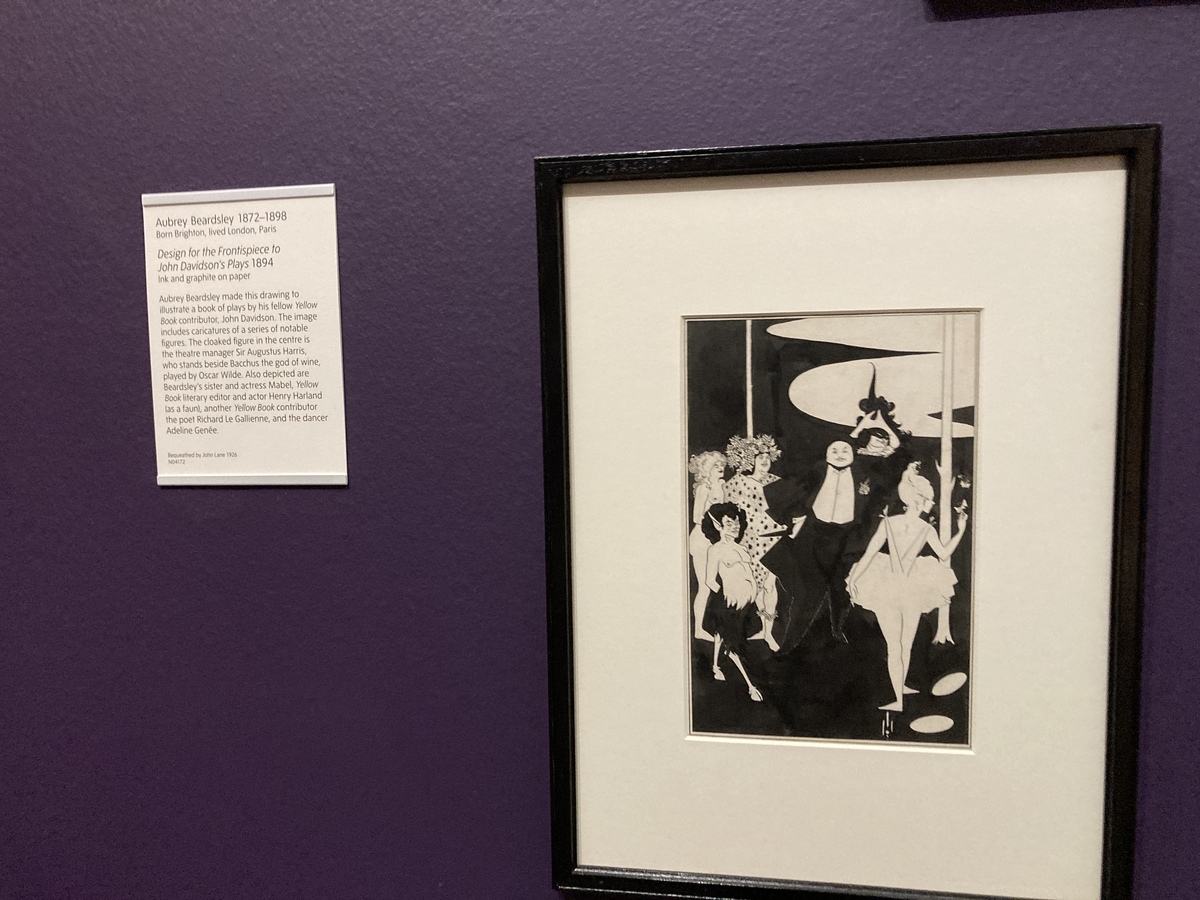 Aubrey Beardsley 1872–1898
Born Brighton, lived London, Paris
Design for the Frontispiece to
John Davidson's Plays 1894
Ink and graphite on paper
Aubrey Beardsley made this drawing to
illustrate a book of plays by his fellow Yellow
Book contributor, John Davidson. The image
includes caricatures of a series of notable
figures. The cloaked figure in the centre is
the theatre manager Sir Augustus Harris,
who stands beside Bacchus the god of wine,
played by Oscar Wilde. Also depicted are
Beardsley's sister and actress Mabel, Yellow
Book literary editor and actor Henry Harland
(as a faun), another Yellow Book contributor
the poet Richard Le Gallienne, and the dancer
Adeline Genée.
Bequeathed by John Lane 1926
N04172